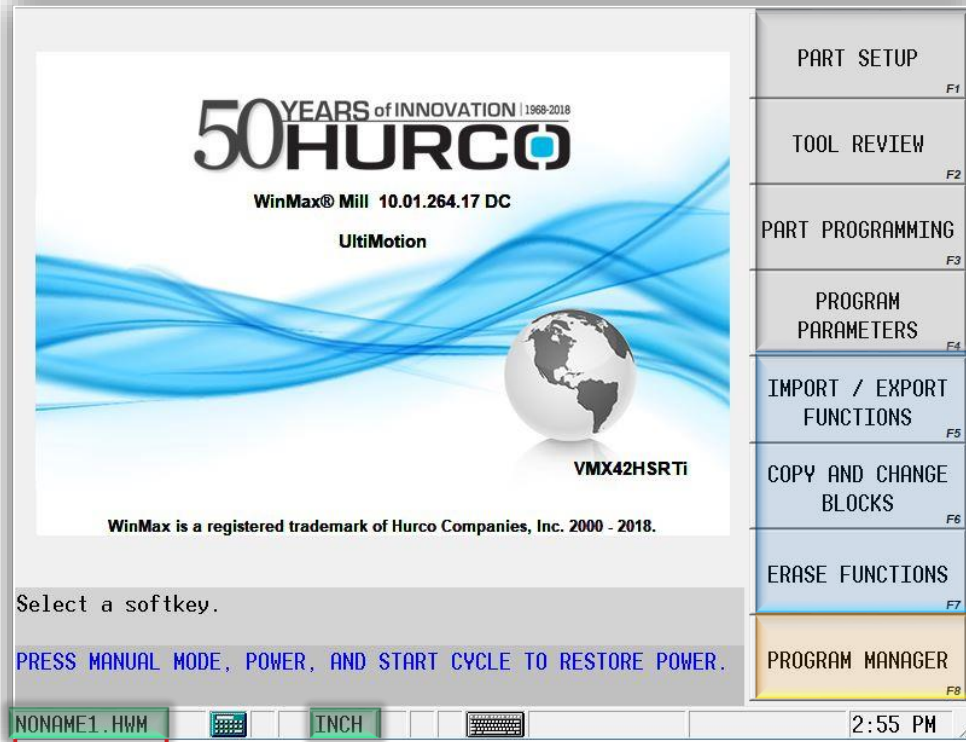 50 YEARS of INNOVATION | 1968-2018
HURCO
WinMax® Mill 10.01.264.17 DC
UltiMotion
VMX42HSRTi
WinMax is a registered trademark of Hurco Companies, Inc. 2000 - 2018.
Select a softkey.
PRESS MANUAL MODE, POWER, AND START CYCLE TO RESTORE POWER.
PART SETUP
F1
TOOL REVIEW
F2
PART PROGRAMMING
F3
PROGRAM
PARAMETERS
F4
IMPORT / EXPORT
FUNCTIONS
F5
COPY AND CHANGE
BLOCKS
F6
ERASE FUNCTIONS
F7
PROGRAM MANAGER
F8
NONAME1.HWM
INCH
2:55 PM